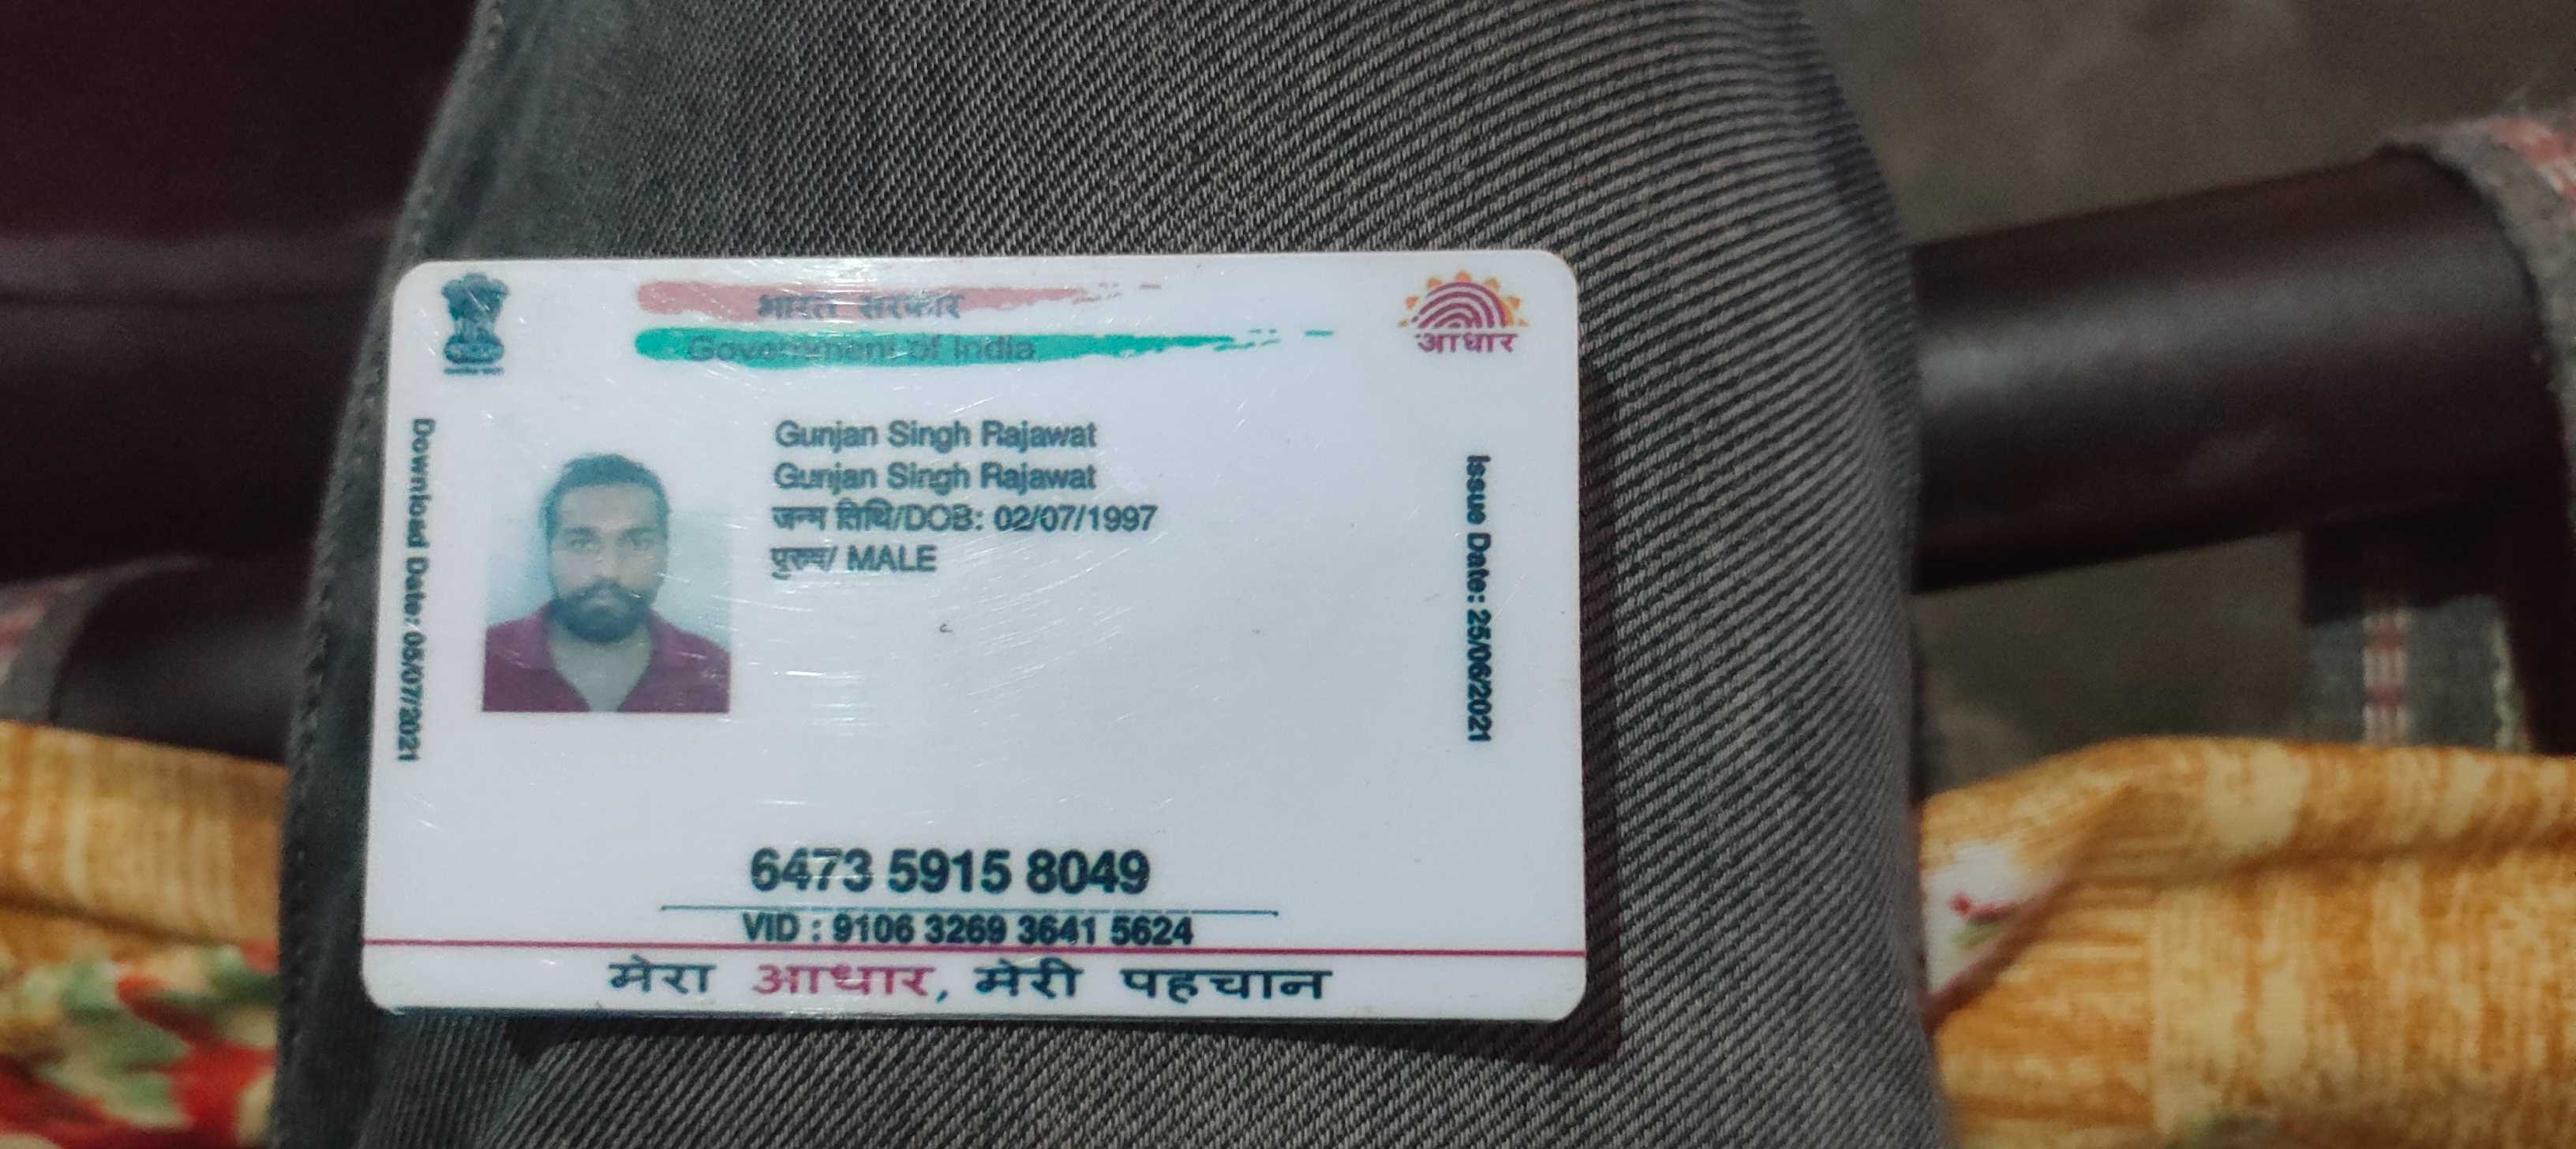 भारत सरकार
Government of India
आधार
Download Date: 05/07/2021
Gunjan Singh Rajawat
Gunjan Singh Rajawat
जन्म तिथि/DOB: 02/07/1997
पुरुष/ MALE
Issue Date: 25/06/2021
6473 5915 8049
VID : 9106 3269 3641 5624
मेरा आधार, मेरी पहचान